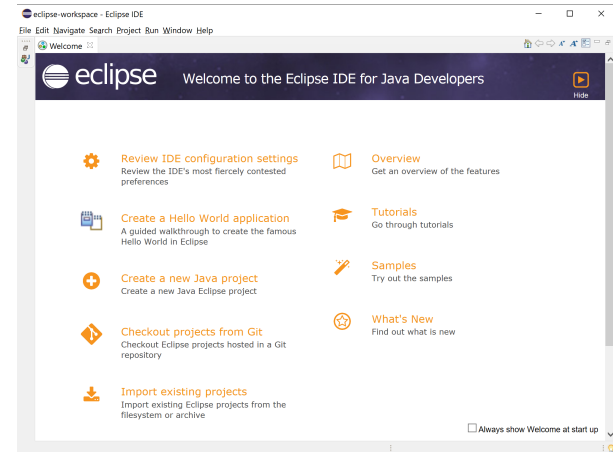 eclipse-workspace - Eclipse IDE
File Edit Navigate Search Project Run Window Help
Welcome
eclipse
Welcome to the Eclipse IDE for Java Developers
Hide
Review IDE configuration settings
Review the IDE's most fiercely contested
preferences
Create a Hello World application
A guided walkthrough to create the famous
Hello World in Eclipse
Create a new Java project
Create a new Java Eclipse project
Checkout projects from Git
Checkout Eclipse projects hosted in a Git
repository
Import existing projects
Import existing Eclipse projects from the
filesystem or archive
Overview
Get an overview of the features
Tutorials
Go through tutorials
Samples
Try out the samples
What's New
Find out what is new
Always show Welcome at start up